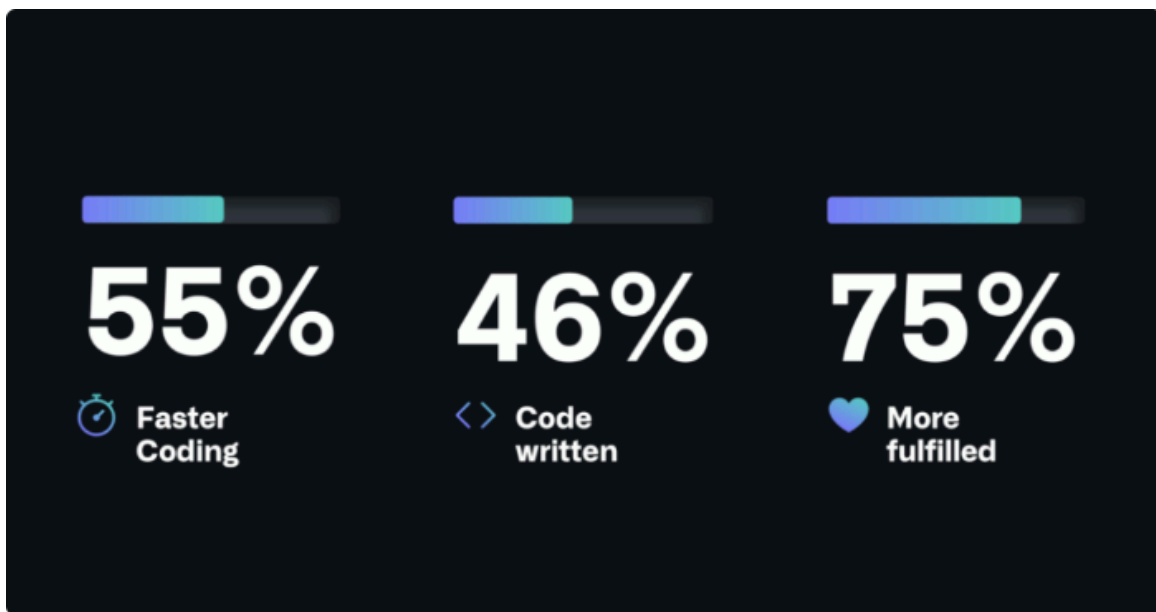 55%
46%
75%
Faster
Coding
Code
written
More
fulfilled